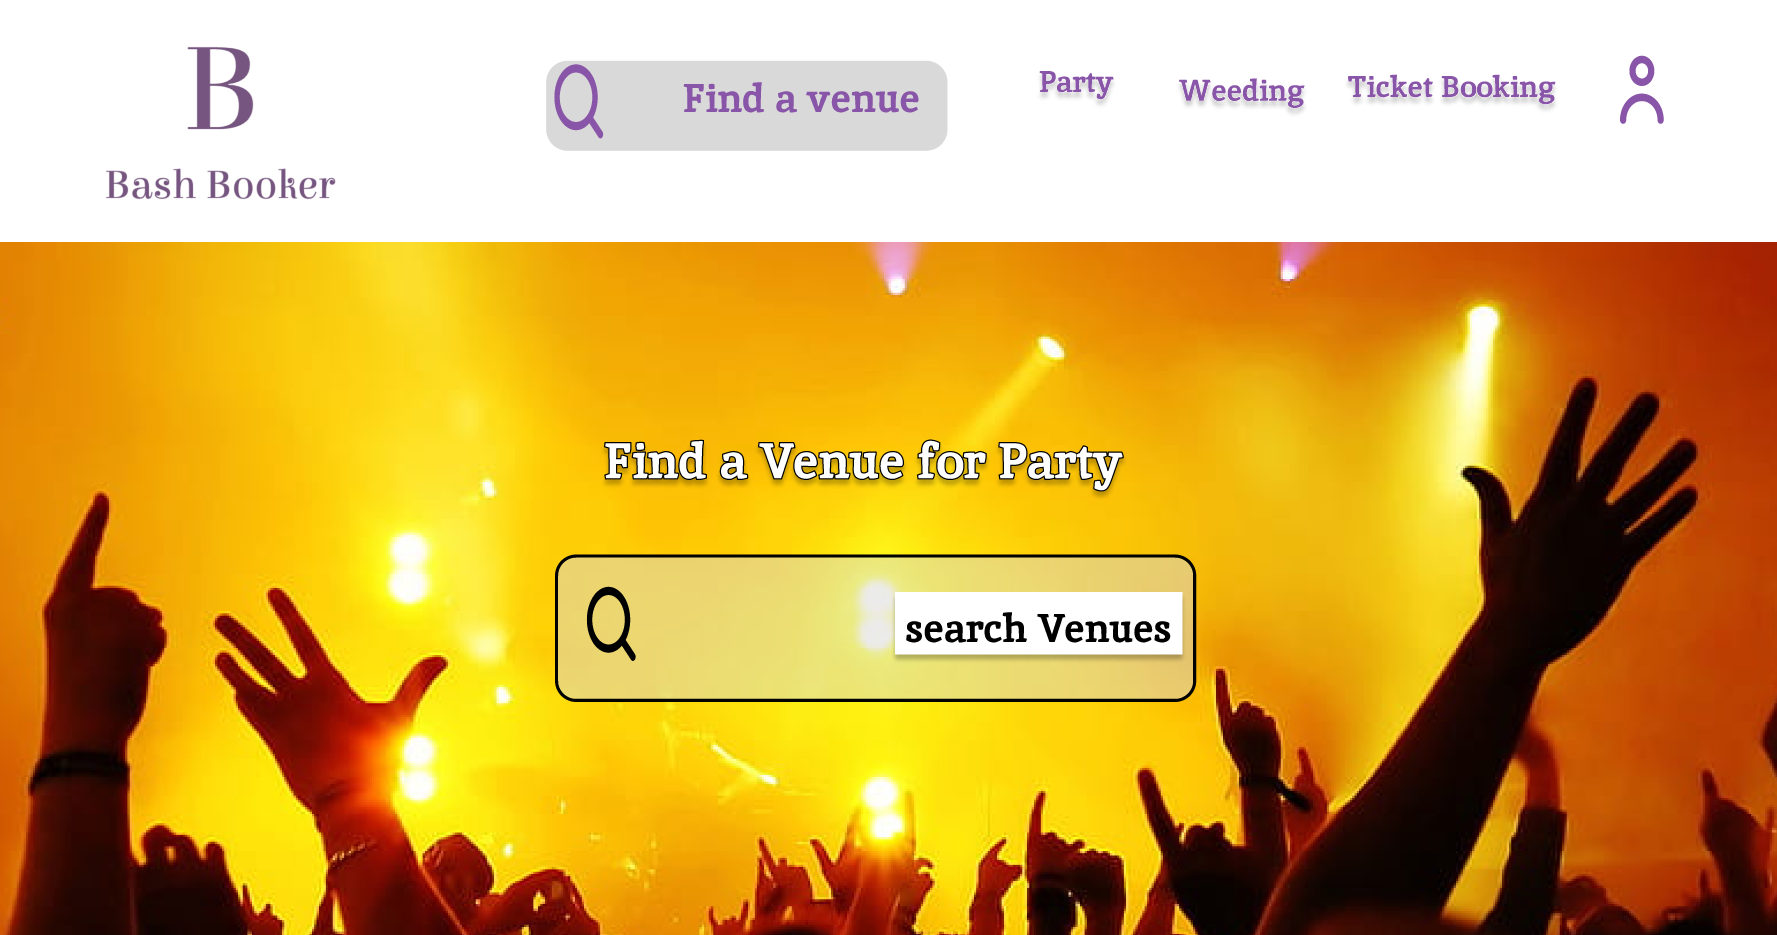 B
Bash Booker
Find a venue
Party
Weeding
Ticket Booking
Find a Venue for Party
search Venues